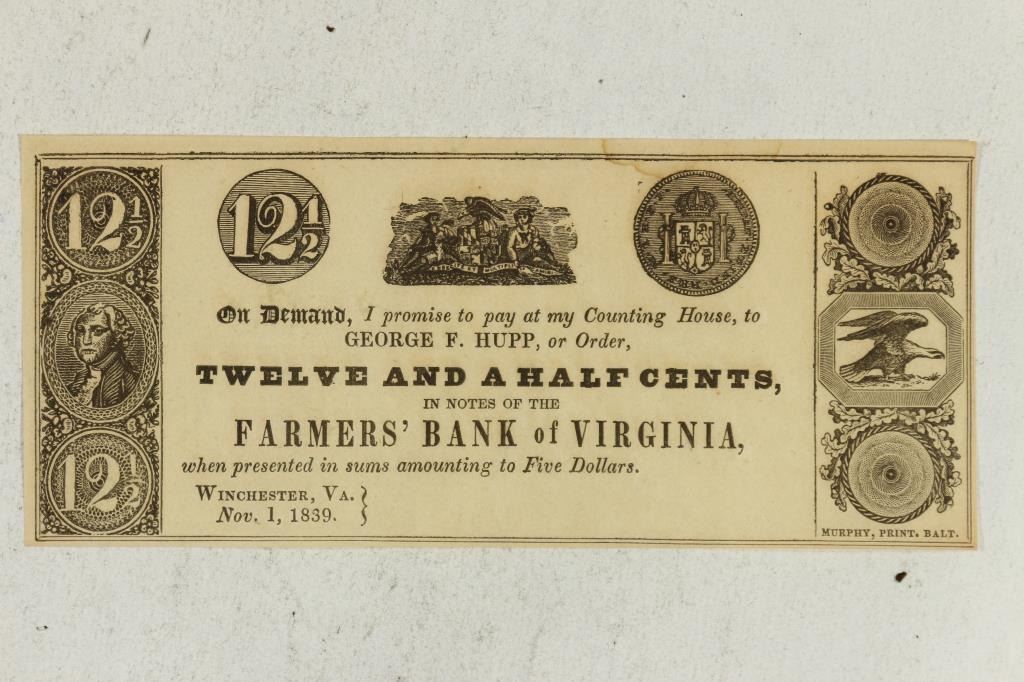 12½
12½
On Demand, I promise to pay at my Counting House, to
GEORGE F. HUPP, or Order,
TWELVE AND A HALF CENTS,
IN NOTES OF THE
FARMERS' BANK of VIRGINIA,
when presented in sums amounting to Five Dollars.
WINCHESTER, VA. }
Nov. 1, 1839.
12½
MURPHY, PRINT. BALT.